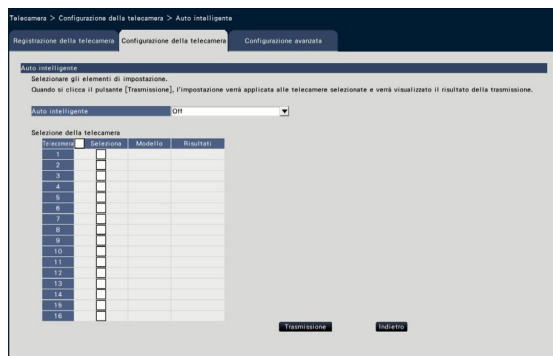 Telecamera > Configurazione della telecamera > Auto intelligente
Registrazione della telecamera Configurazione della telecamera Configurazione avanzata
Auto intelligente
Selezionare gli elementi di impostazione.
Quando si clicca il pulsante [Trasmissione], l'impostazione verrà applicata alle telecamere selezionate e verrà visualizzato il risultato della trasmissione.
Auto intelligente Off
Selezione della telecamera
Telecamera Seleziona Modello Risultati
1
2
3
4
5
6
7
8
9
10
11
12
13
14
15
16
Trasmissione Indietro